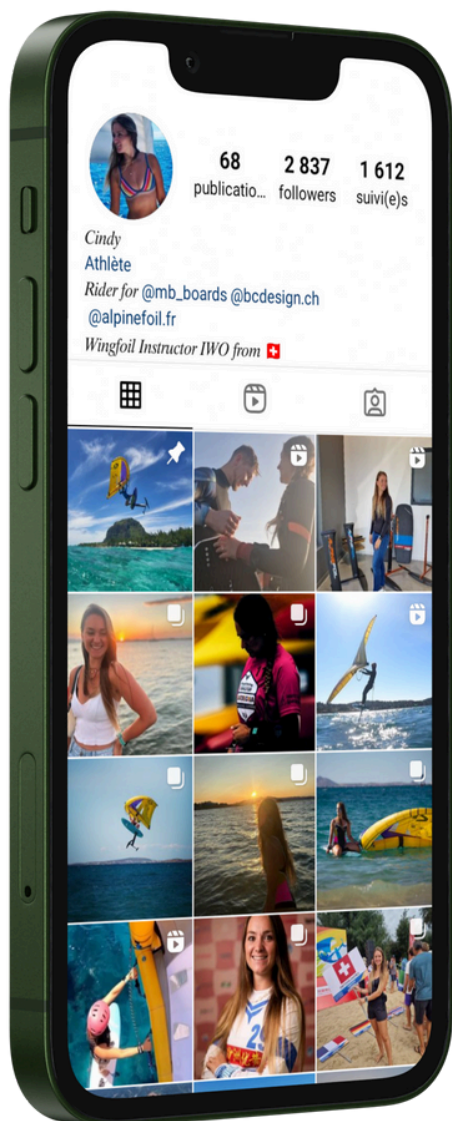 68 2 837 1 612
publicatio... followers suivi(e)s
Cindy
Athlète
Rider for @mb_boards @bcdesign.ch
@alpinefoil.fr
Wingfoil Instructor IWO from 🇨🇭